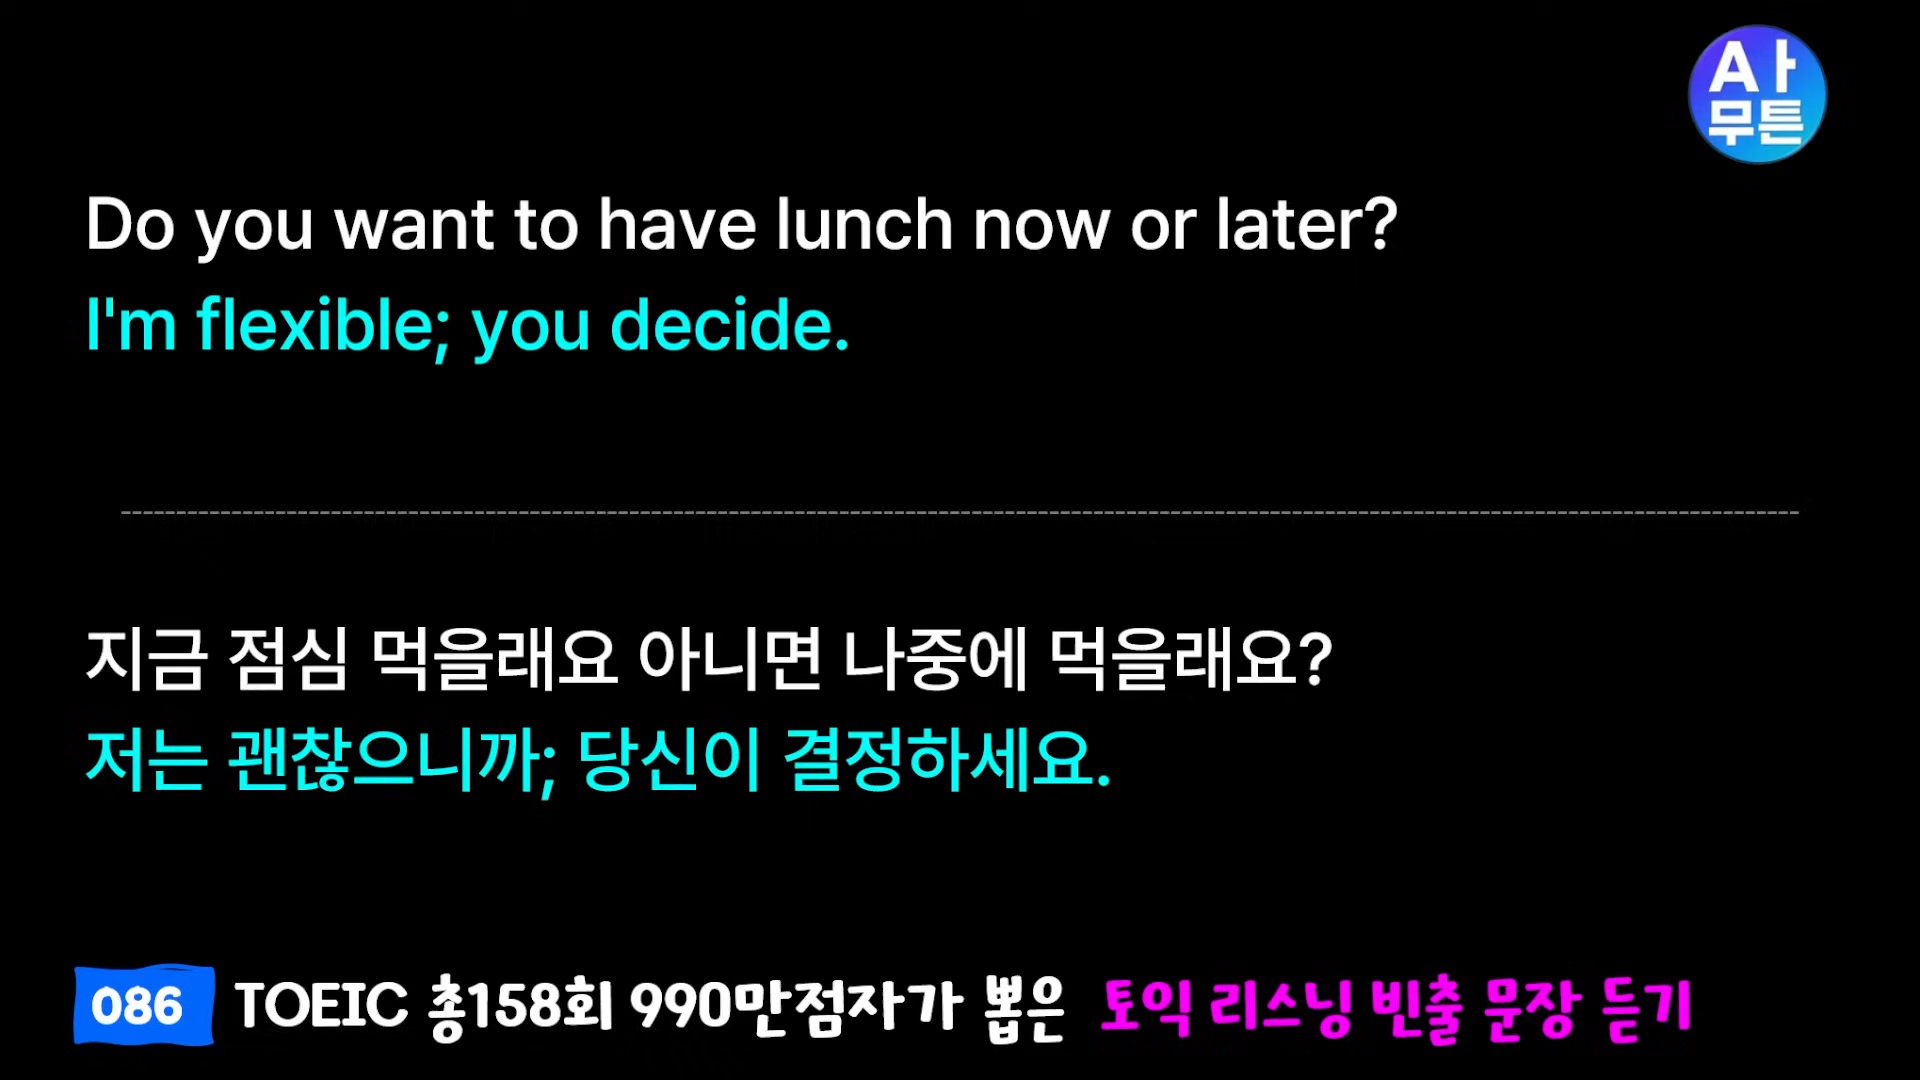 A사
무튼
Do you want to have lunch now or later?
I'm flexible; you decide.
지금 점심 먹을래요 아니면 나중에 먹을래요?
저는 괜찮으니까; 당신이 결정하세요.
086 TOEIC 총158회 990만점자가 뽑은 토익 리스닝 빈출 문장 듣기